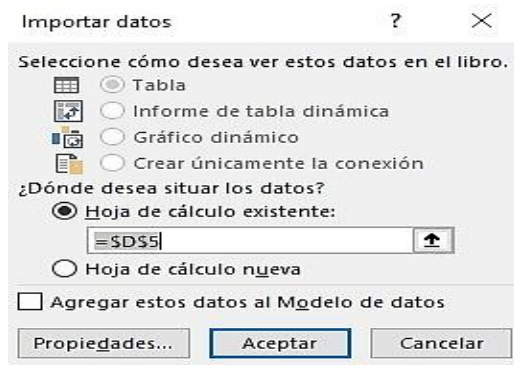 Importar datos ? ×
Seleccione cómo desea ver estos datos en el libro.
Tabla
Informe de tabla dinámica
Gráfico dinámico
Crear únicamente la conexión
¿Dónde desea situar los datos?
Hoja de cálculo existente:
=$D$5
Hoja de cálculo nueva
Agregar estos datos al Modelo de datos
Propiedades... Aceptar Cancelar